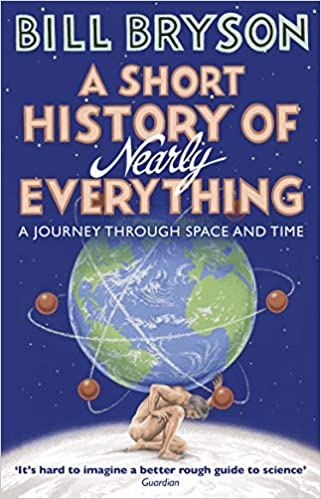 BILL BRYSON
A SHORT
HISTORY OF
Nearly
EVERYTHING
A JOURNEY THROUGH SPACE AND TIME
'It's hard to imagine a better rough guide to science'
Guardian